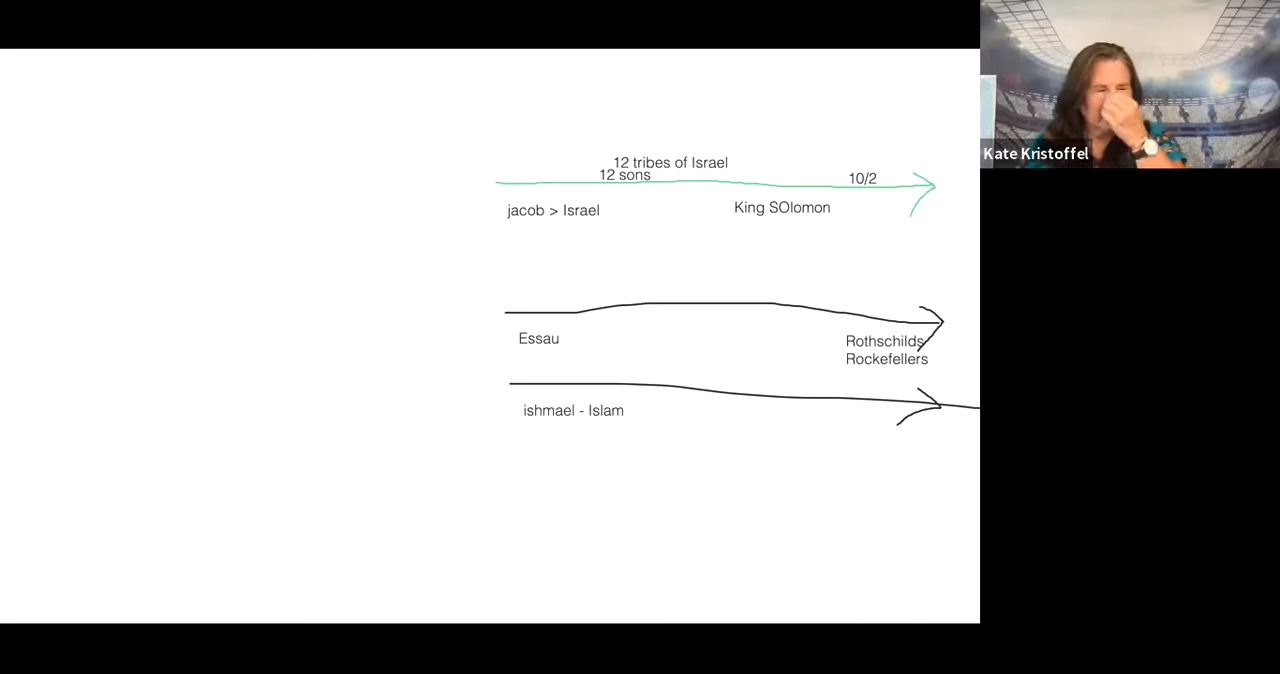 12 tribes of Israel
12 sons
10/2
jacob > Israel
King SOlomon
Essau
Rothschilds
Rockefellers
ishmael - Islam
Kate Kristoffel